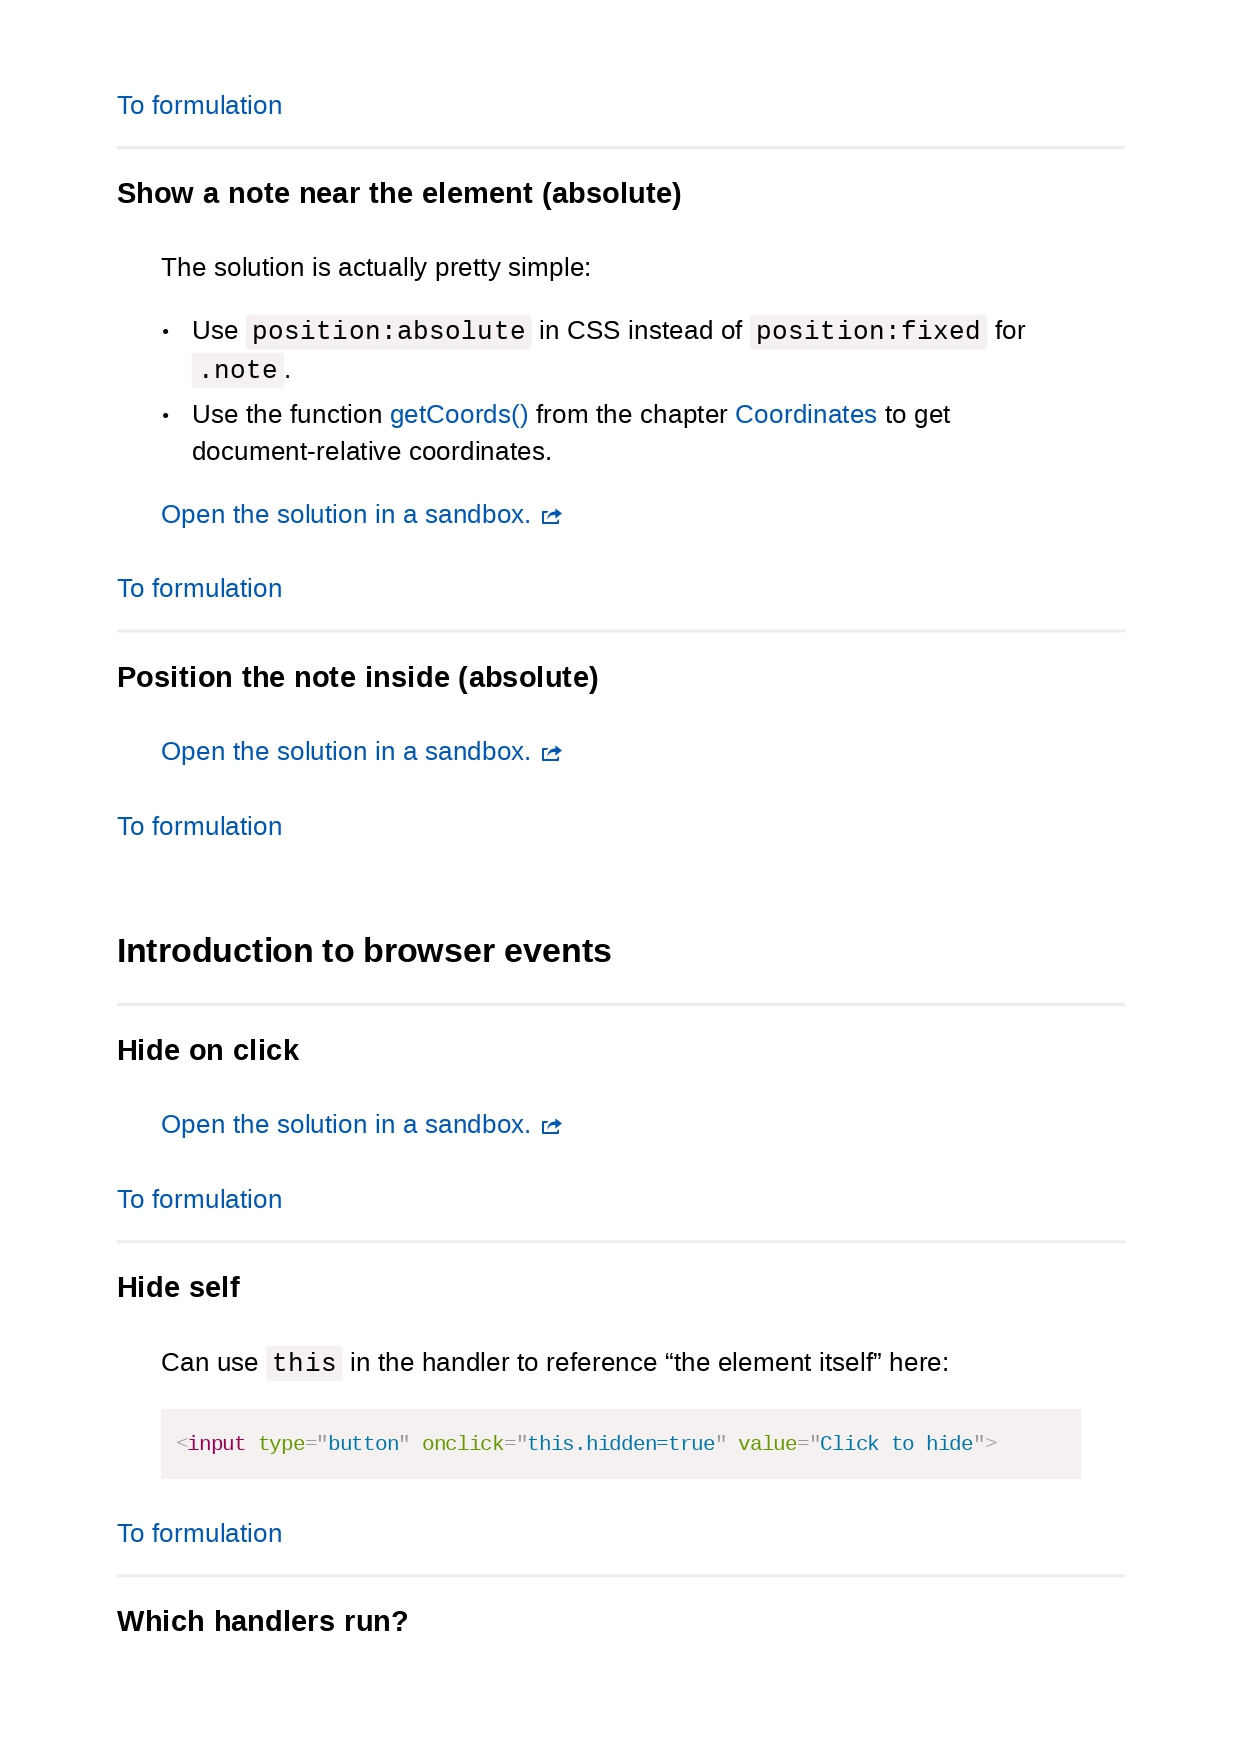 To formulation
Show a note near the element (absolute)
The solution is actually pretty simple:
• Use position:absolute in CSS instead of position:fixed for
.note.
• Use the function getCoords() from the chapter Coordinates to get
document-relative coordinates.
Open the solution in a sandbox.
To formulation
Position the note inside (absolute)
Open the solution in a sandbox.
To formulation
Introduction to browser events
Hide on click
Open the solution in a sandbox.
To formulation
Hide self
Can use this in the handler to reference “the element itself” here:
<input type="button" onclick="this.hidden=true" value="Click to hide">
To formulation
Which handlers run?